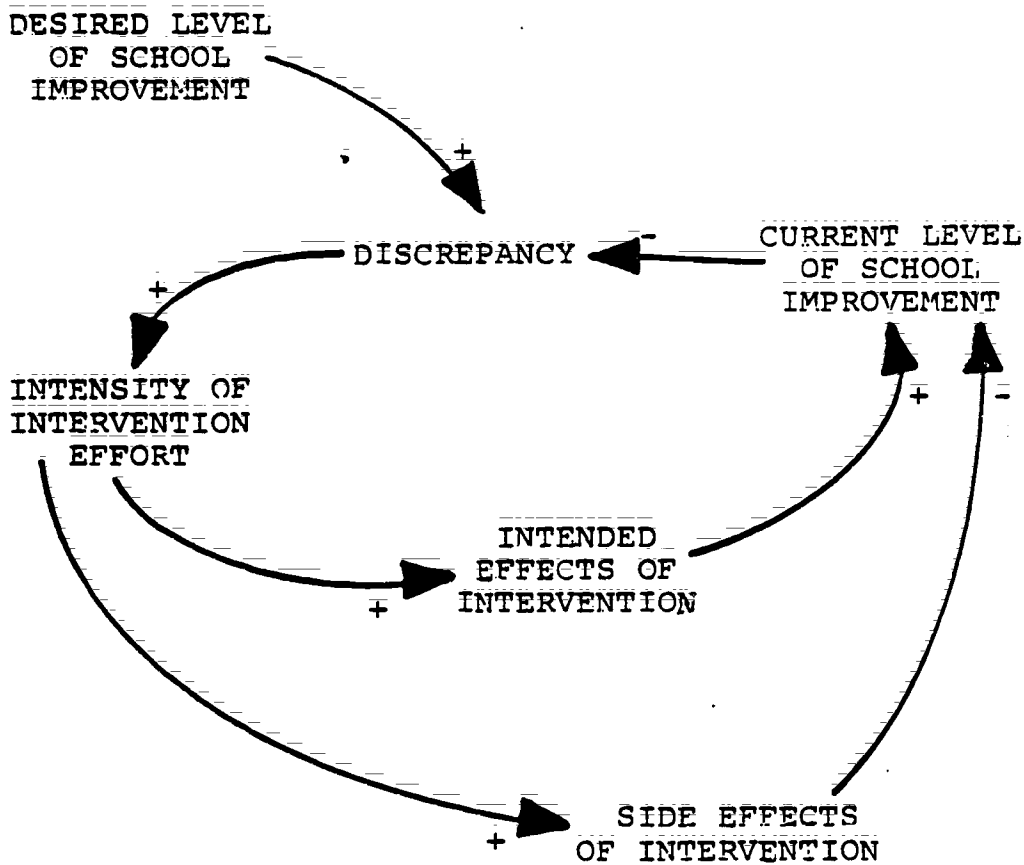 DESIRED LEVEL
OF SCHOOL
IMPROVEMENT
+
DISCREPANCY
-
CURRENT LEVEL
OF SCHOOL
IMPROVEMENT
+
INTENSITY OF
INTERVENTION
EFFORT
+
-
INTENDED
EFFECTS OF
INTERVENTION
+
SIDE EFFECTS
OF INTERVENTION
+